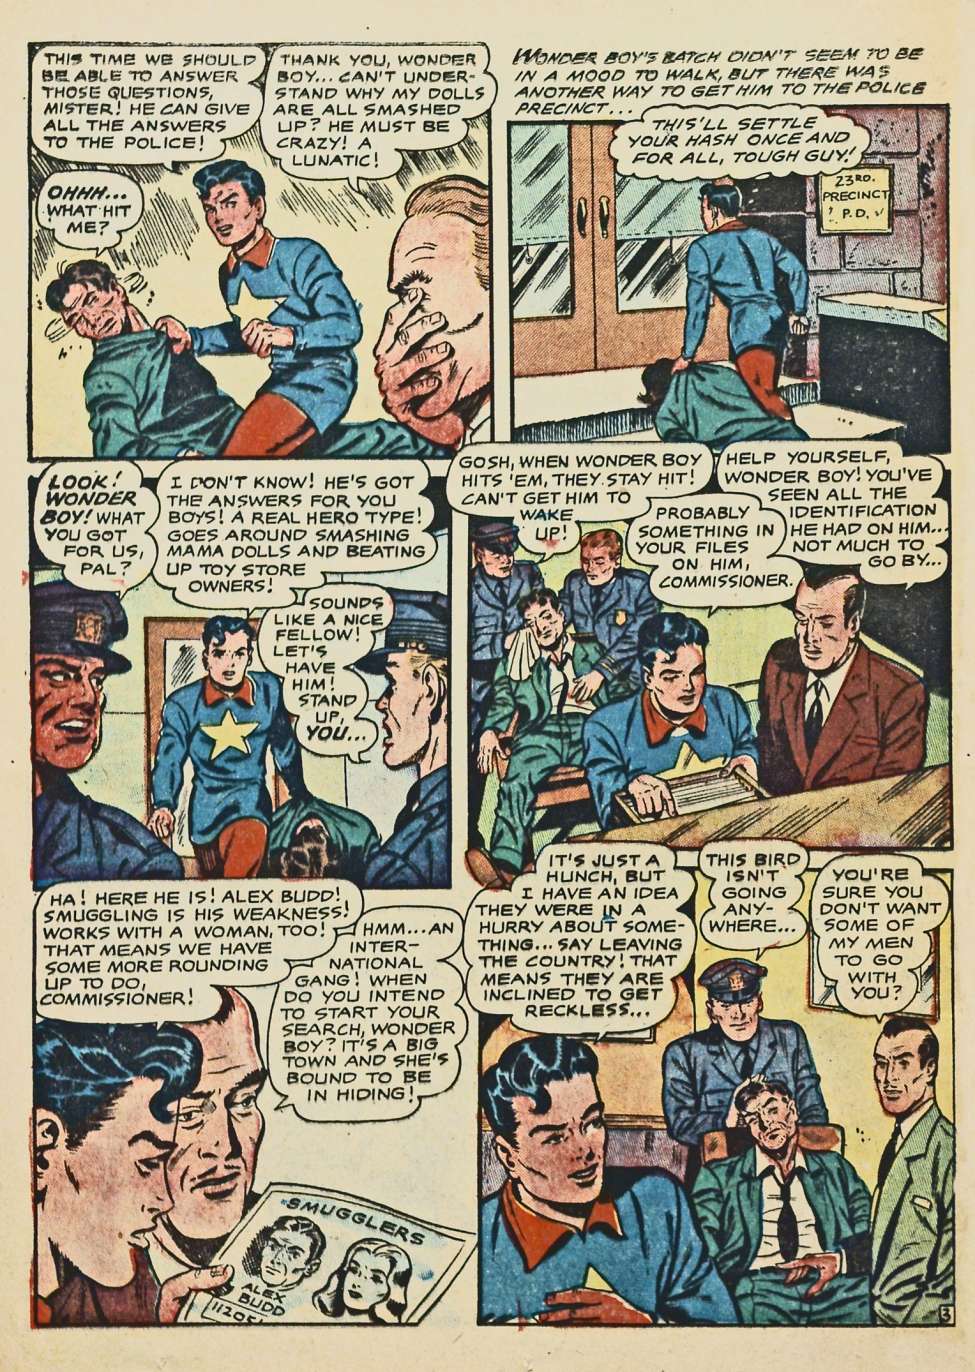 THIS TIME WE SHOULD
BE ABLE TO ANSWER
THOSE QUESTIONS,
MISTER! HE CAN GIVE
ALL THE ANSWERS
TO THE POLICE!
THANK YOU, WONDER
BOY... CAN'T UNDER-
STAND WHY MY DOLLS
ARE ALL SMASHED
UP? HE MUST BE
CRAZY! A
LUNATIC!
OHHH...
WHAT HIT
ME?
WONDER BOY'S BATCH DIDN'T SEEM TO BE
IN A MOOD TO WALK, BUT THERE WAS
ANOTHER WAY TO GET HIM TO THE POLICE
PRECINCT...
THIS'LL SETTLE
YOUR HASH ONCE AND
FOR ALL, TOUGH GUY!
23RD.
PRECINCT
P.D.
LOOK!
WONDER
BOY! WHAT
YOU GOT
FOR US,
PAL?
I DON'T KNOW! HE'S GOT
THE ANSWERS FOR YOU
BOYS! A REAL HERO TYPE!
GOES AROUND SMASHING
MAMA DOLLS AND BEATING
UP TOY STORE
OWNERS!
SOUNDS
LIKE A NICE
FELLOW!
LET'S
HAVE
HIM!
STAND
UP,
YOU...
GOSH, WHEN WONDER BOY
HITS 'EM, THEY STAY HIT!
CAN'T GET HIM TO
WAKE
UP!
PROBABLY
SOMETHING IN
YOUR FILES
ON HIM,
COMMISSIONER.
HELP YOURSELF,
WONDER BOY! YOU'VE
SEEN ALL THE
IDENTIFICATION
HE HAD ON HIM...
NOT MUCH TO
GO BY...
HA! HERE HE IS! ALEX BUDD!
SMUGGLING IS HIS WEAKNESS!
WORKS WITH A WOMAN, TOO!
THAT MEANS WE HAVE
SOME MORE ROUNDING
UP TO DO,
COMMISSIONER!
HMM...AN
INTER-
NATIONAL
GANG! WHEN
DO YOU INTEND
TO START YOUR
SEARCH, WONDER
BOY? IT'S A BIG
TOWN AND SHE'S
BOUND TO BE
IN HIDING!
SMUGGLERS
ALEX
BUDD
IT'S JUST A
HUNCH, BUT
I HAVE AN IDEA
THEY WERE IN A
HURRY ABOUT SOME-
THING... SAY LEAVING
THE COUNTRY! THAT
MEANS THEY ARE
INCLINED TO GET
RECKLESS...
THIS BIRD
ISN'T
GOING
ANY-
WHERE...
YOU'RE
SURE YOU
DON'T WANT
SOME OF
MY MEN
TO GO
WITH
YOU?
3